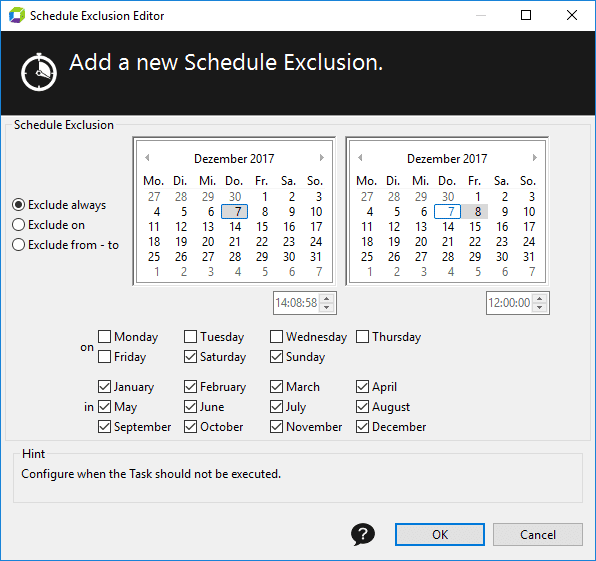 Schedule Exclusion Editor
Add a new Schedule Exclusion.
Schedule Exclusion
Exclude always
Exclude on
Exclude from - to
Dezember 2017
Mo. Di. Mi. Do. Fr. Sa. So.
27 28 29 30 1 2 3
4 5 6 7 8 9 10
11 12 13 14 15 16 17
18 19 20 21 22 23 24
25 26 27 28 29 30 31
1 2 3 4 5 6 7
14:08:58
Dezember 2017
Mo. Di. Mi. Do. Fr. Sa. So.
27 28 29 30 1 2 3
4 5 6 7 8 9 10
11 12 13 14 15 16 17
18 19 20 21 22 23 24
25 26 27 28 29 30 31
1 2 3 4 5 6 7
12:00:00
on
Monday Tuesday Wednesday Thursday
Friday Saturday Sunday
in
January February March April
May June July August
September October November December
Hint
Configure when the Task should not be executed.
? OK Cancel